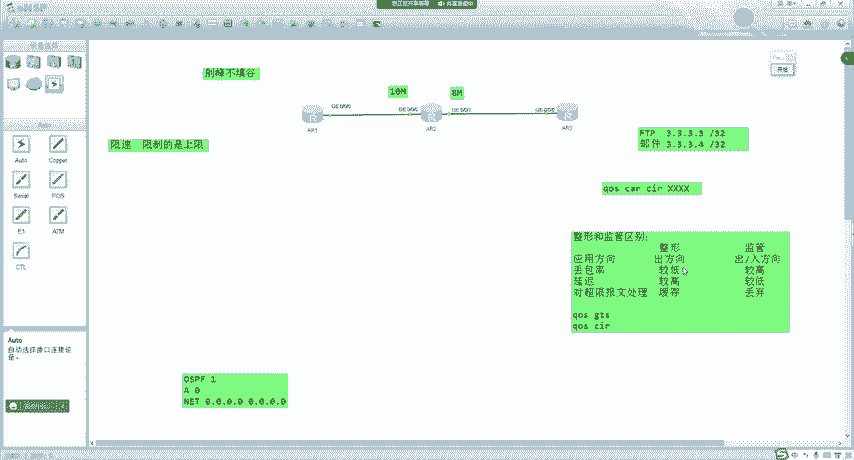 eNSP
削峰不填谷
10M
8M
GE 0/0/0
GE 0/0/0
GE 0/0/1
GE 0/0/0
AR1
AR2
AR3
限速 限制的是上限
FTP 3.3.3.3 /32
邮件 3.3.3.4 /32
qos car cir XXXX
整形和监管区别:
整形 监管
应用方向 出方向 出/入方向
丢包率 较低 较高
延迟 较高 较低
对超限报文处理 缓存 丢弃
qos gts
qos cir
OSPF 1
A 0
NET 0.0.0.0 0.0.0.0
Auto
Auto
Copper
Serial
POS
E1
ATM
CTL
Auto
自动选择接口连接设备。